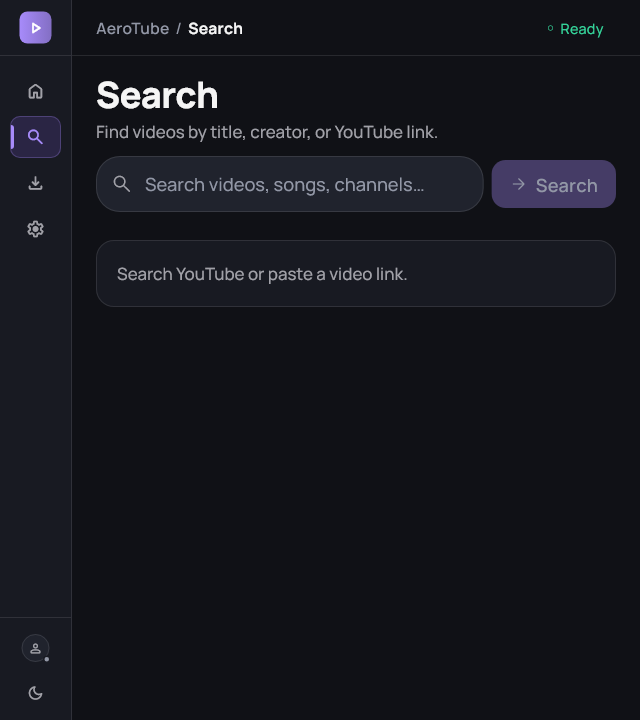 AeroTube / Search
Ready
Search
Find videos by title, creator, or YouTube link.
Search videos, songs, channels…
Search
Search YouTube or paste a video link.